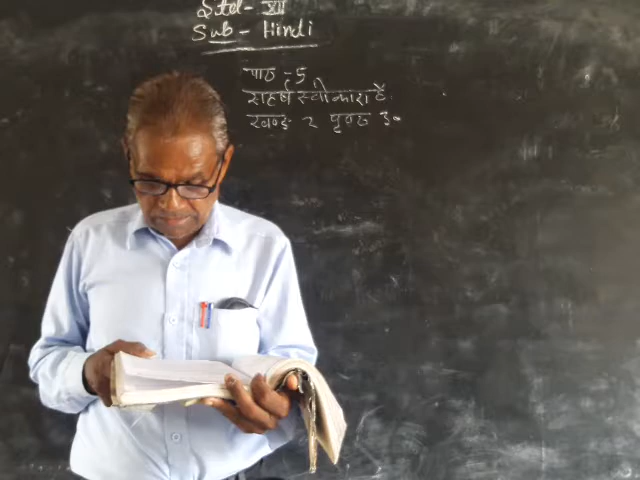 Std- XII
Sub - Hindi
पाठ - 5
सहर्ष स्वीकारा है.
खण्ड 2 पृष्ठ 30